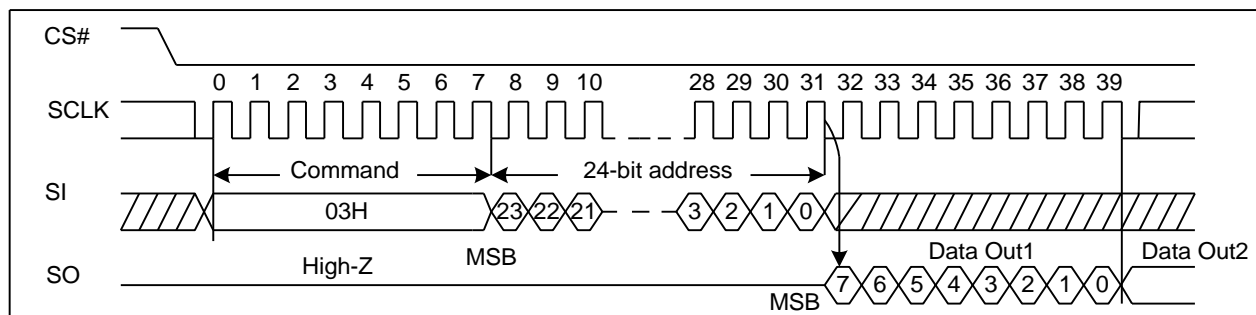 CS#
0 1 2 3 4 5 6 7 8 9 10 28 29 30 31 32 33 34 35 36 37 38 39
SCLK
Command 24-bit address
SI
03H 23 22 21 3 2 1 0
MSB Data Out1 Data Out2
High-Z
SO
MSB 7 6 5 4 3 2 1 0